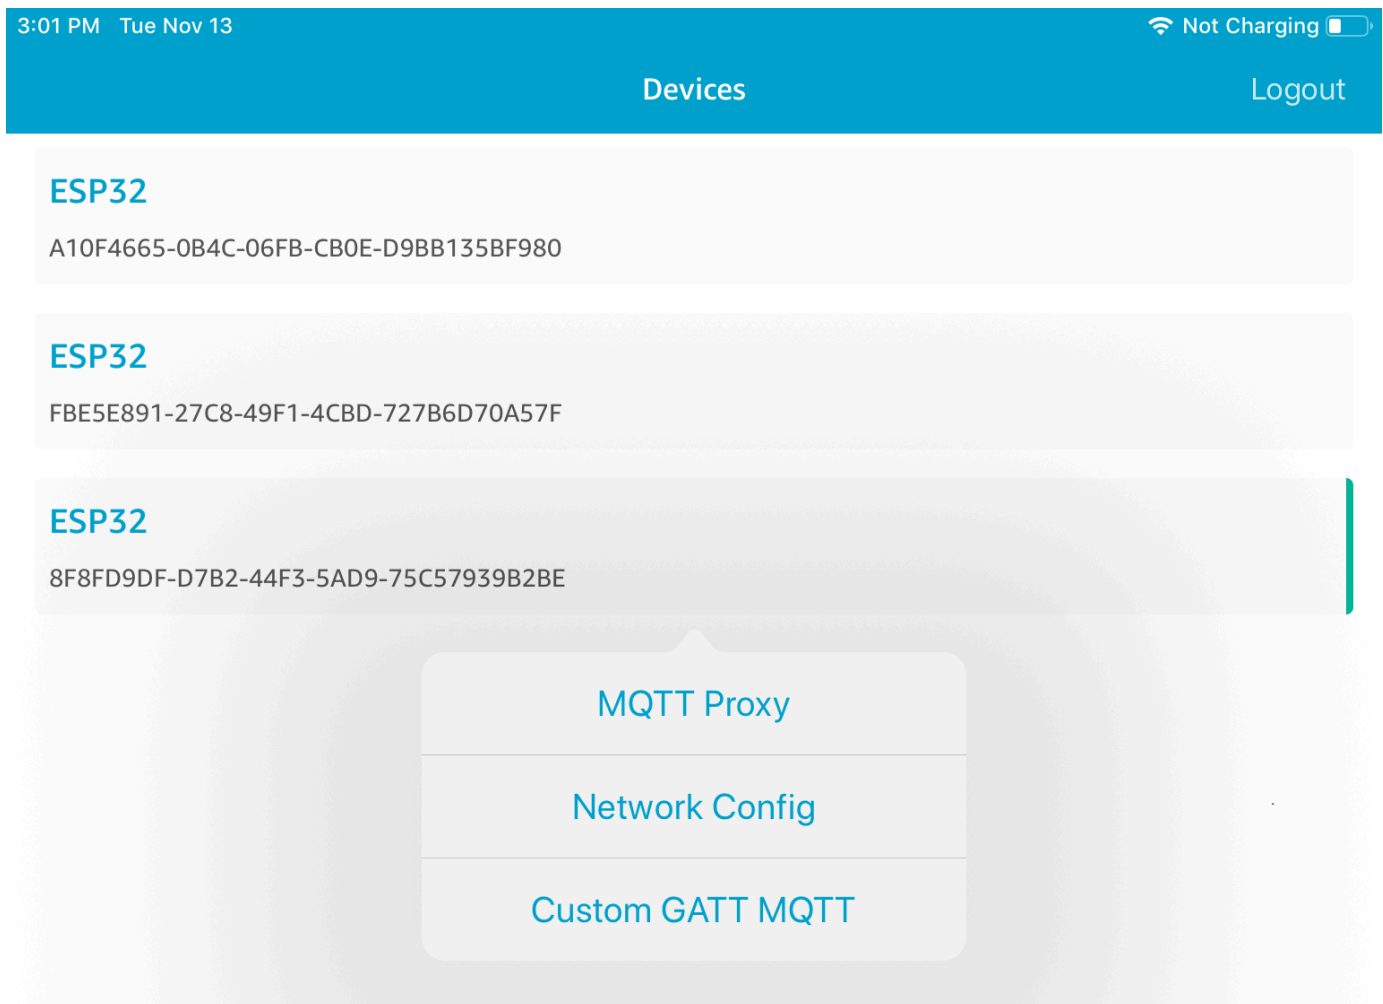 3:01 PM Tue Nov 13 Not Charging
Devices Logout
ESP32
A10F4665-0B4C-06FB-CB0E-D9BB135BF980
ESP32
FBE5E891-27C8-49F1-4CBD-727B6D70A57F
ESP32
8F8FD9DF-D7B2-44F3-5AD9-75C57939B2BE
MQTT Proxy
Network Config
Custom GATT MQTT